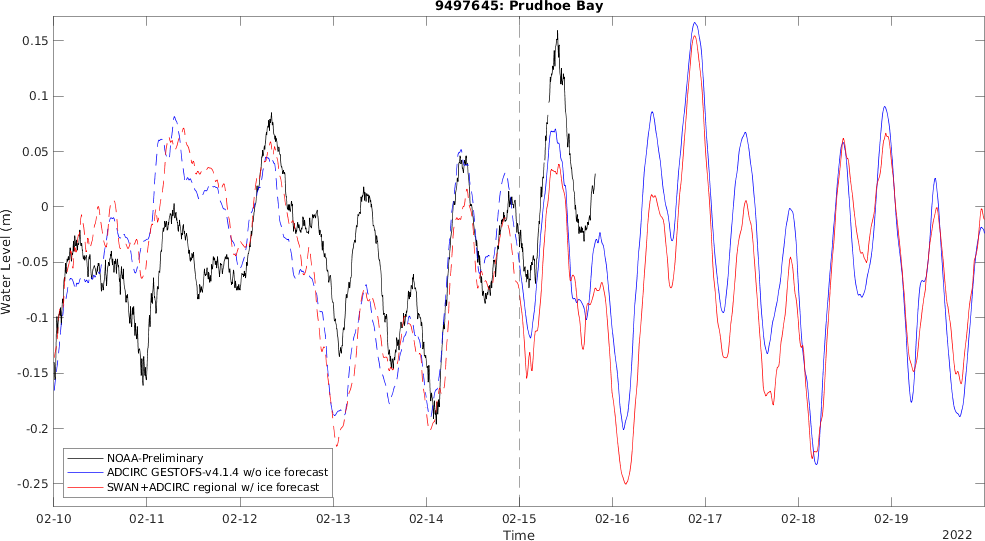 9497645: Prudhoe Bay
Water Level (m)
0.15
0.1
0.05
0
-0.05
-0.1
-0.15
-0.2
-0.25
NOAA-Preliminary
ADCIRC GESTOFS-v4.1.4 w/o ice forecast
SWAN+ADCIRC regional w/ ice forecast
02-10 02-11 02-12 02-13 02-14 02-15 02-16 02-17 02-18 02-19
Time
2022